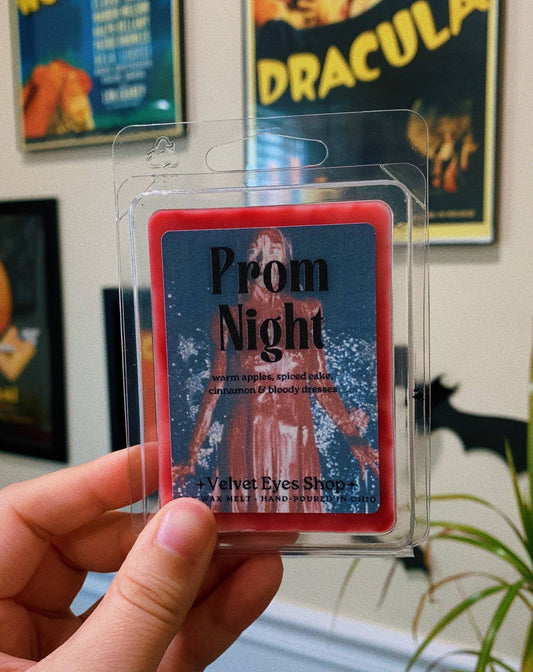 DRACULA
Prom
Night
warm apples, spiced cake,
cinnamon & bloody dresses
Velvet Eyes Shop
WAX MELT · HAND-POURED IN OHIO